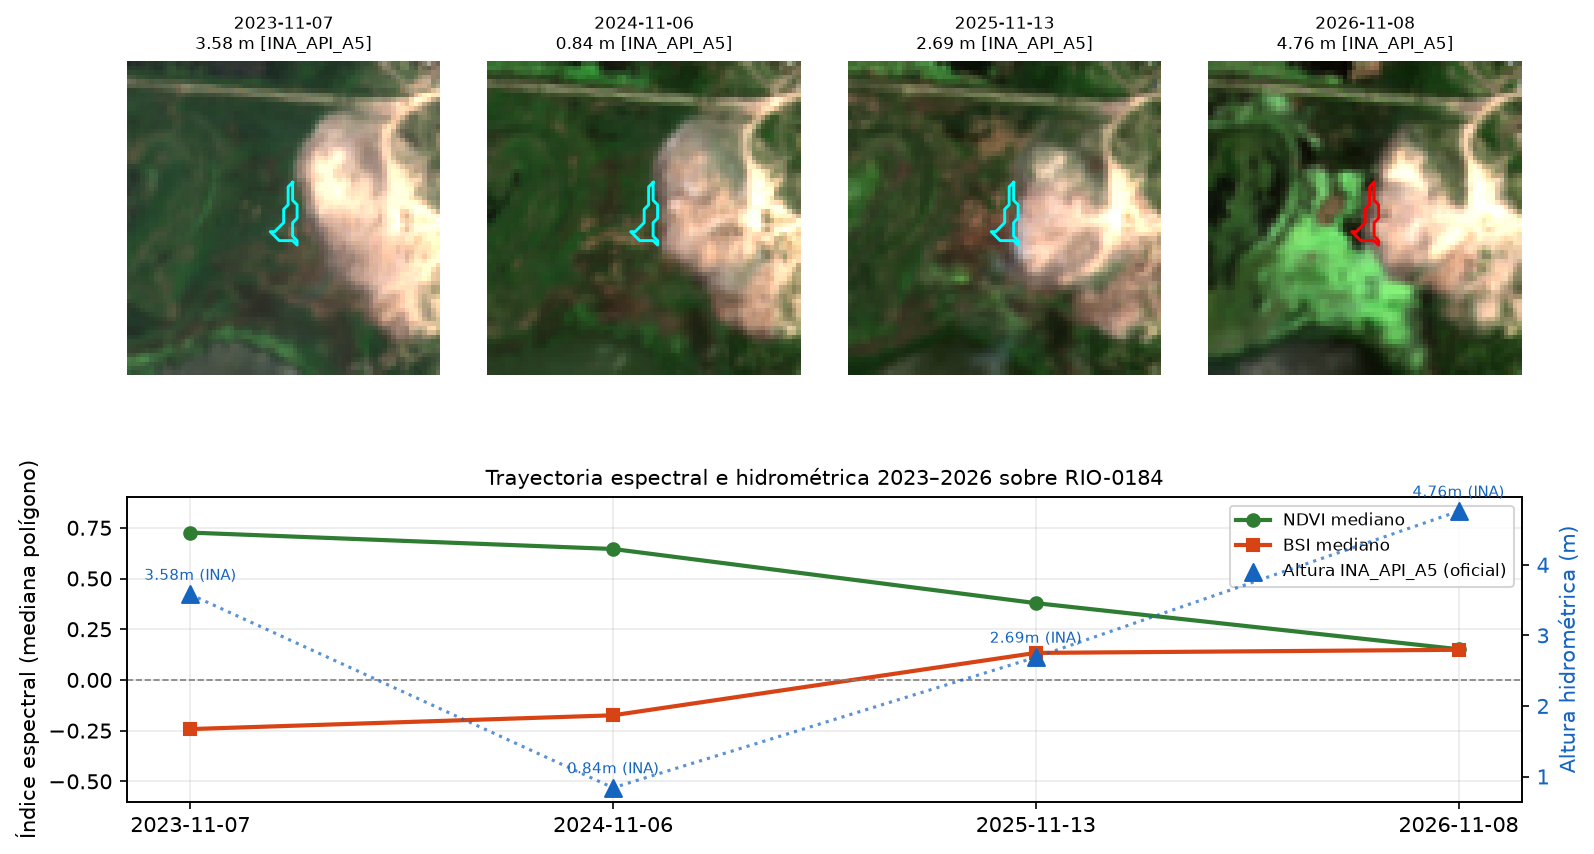 2023-11-07
3.58 m [INA_API_A5]
2024-11-06
0.84 m [INA_API_A5]
2025-11-13
2.69 m [INA_API_A5]
2026-11-08
4.76 m [INA_API_A5]
Trayectoria espectral e hidrométrica 2023–2026 sobre RIO-0184
Índice espectral (mediana polígono)
0.75
0.50
0.25
0.00
−0.25
−0.50
3.58m (INA)
0.84m (INA)
2.69m (INA)
4.76m (INA)
NDVI mediano
BSI mediano
Altura INA_API_A5 (oficial)
4
3
2
1
Altura hidrométrica (m)
2023-11-07
2024-11-06
2025-11-13
2026-11-08